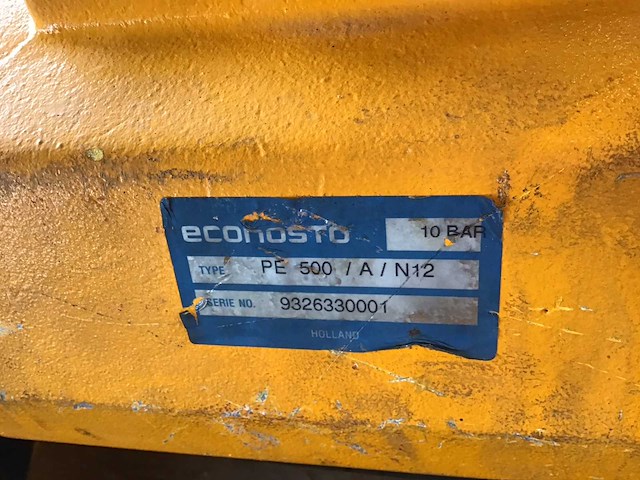 econosto 10 BAR
TYPE PE 500 / A / N12
SERIE NO. 9326330001
HOLLAND